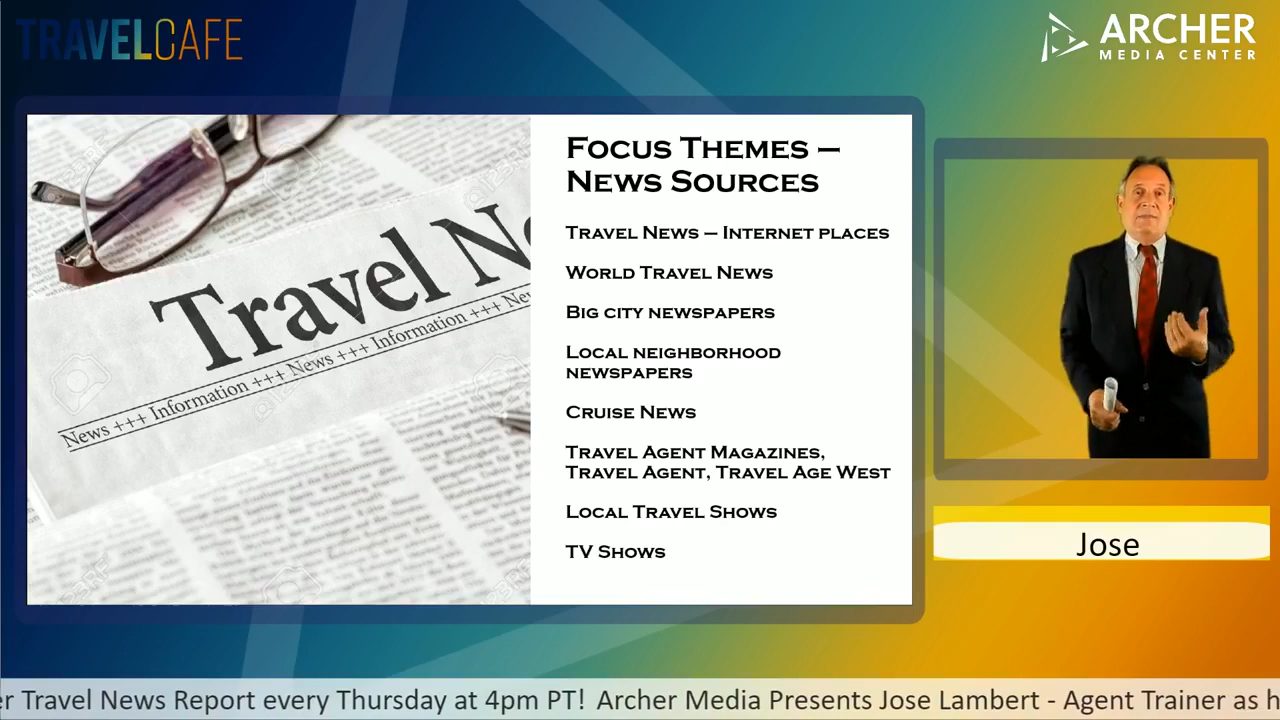 TRAVELCAFE
ARCHER
MEDIA CENTER
Travel N
News +++ Information +++ News +++ Information +++ New
Focus Themes –
News Sources
Travel News – Internet places
World Travel News
Big city newspapers
Local neighborhood
newspapers
Cruise News
Travel Agent Magazines,
Travel Agent, Travel Age West
Local Travel Shows
TV Shows
Jose
er Travel News Report every Thursday at 4pm PT! Archer Media Presents Jose Lambert - Agent Trainer as h